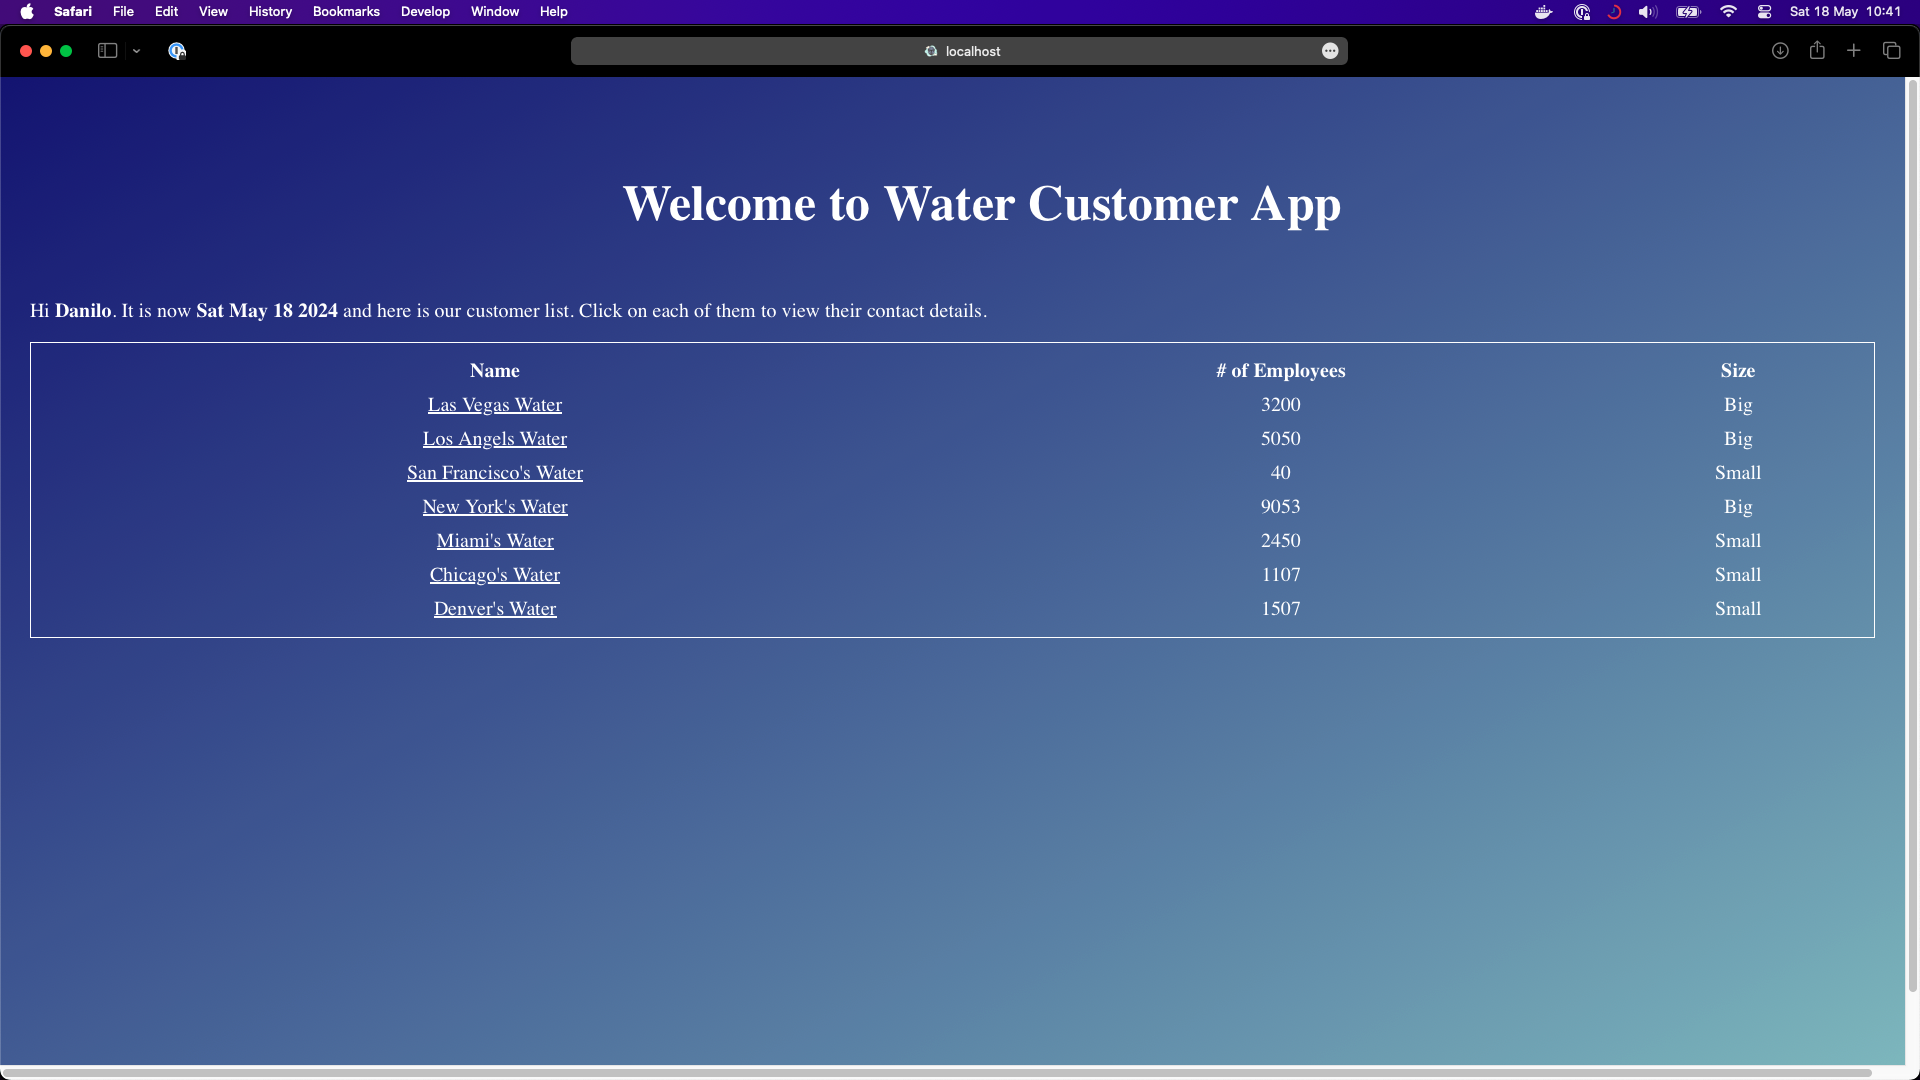 Safari File Edit View History Bookmarks Develop Window Help Sat 18 May 10:41
localhost
Welcome to Water Customer App
Hi Danilo. It is now Sat May 18 2024 and here is our customer list. Click on each of them to view their contact details.
Name # of Employees Size
Las Vegas Water 3200 Big
Los Angels Water 5050 Big
San Francisco's Water 40 Small
New York's Water 9053 Big
Miami's Water 2450 Small
Chicago's Water 1107 Small
Denver's Water 1507 Small